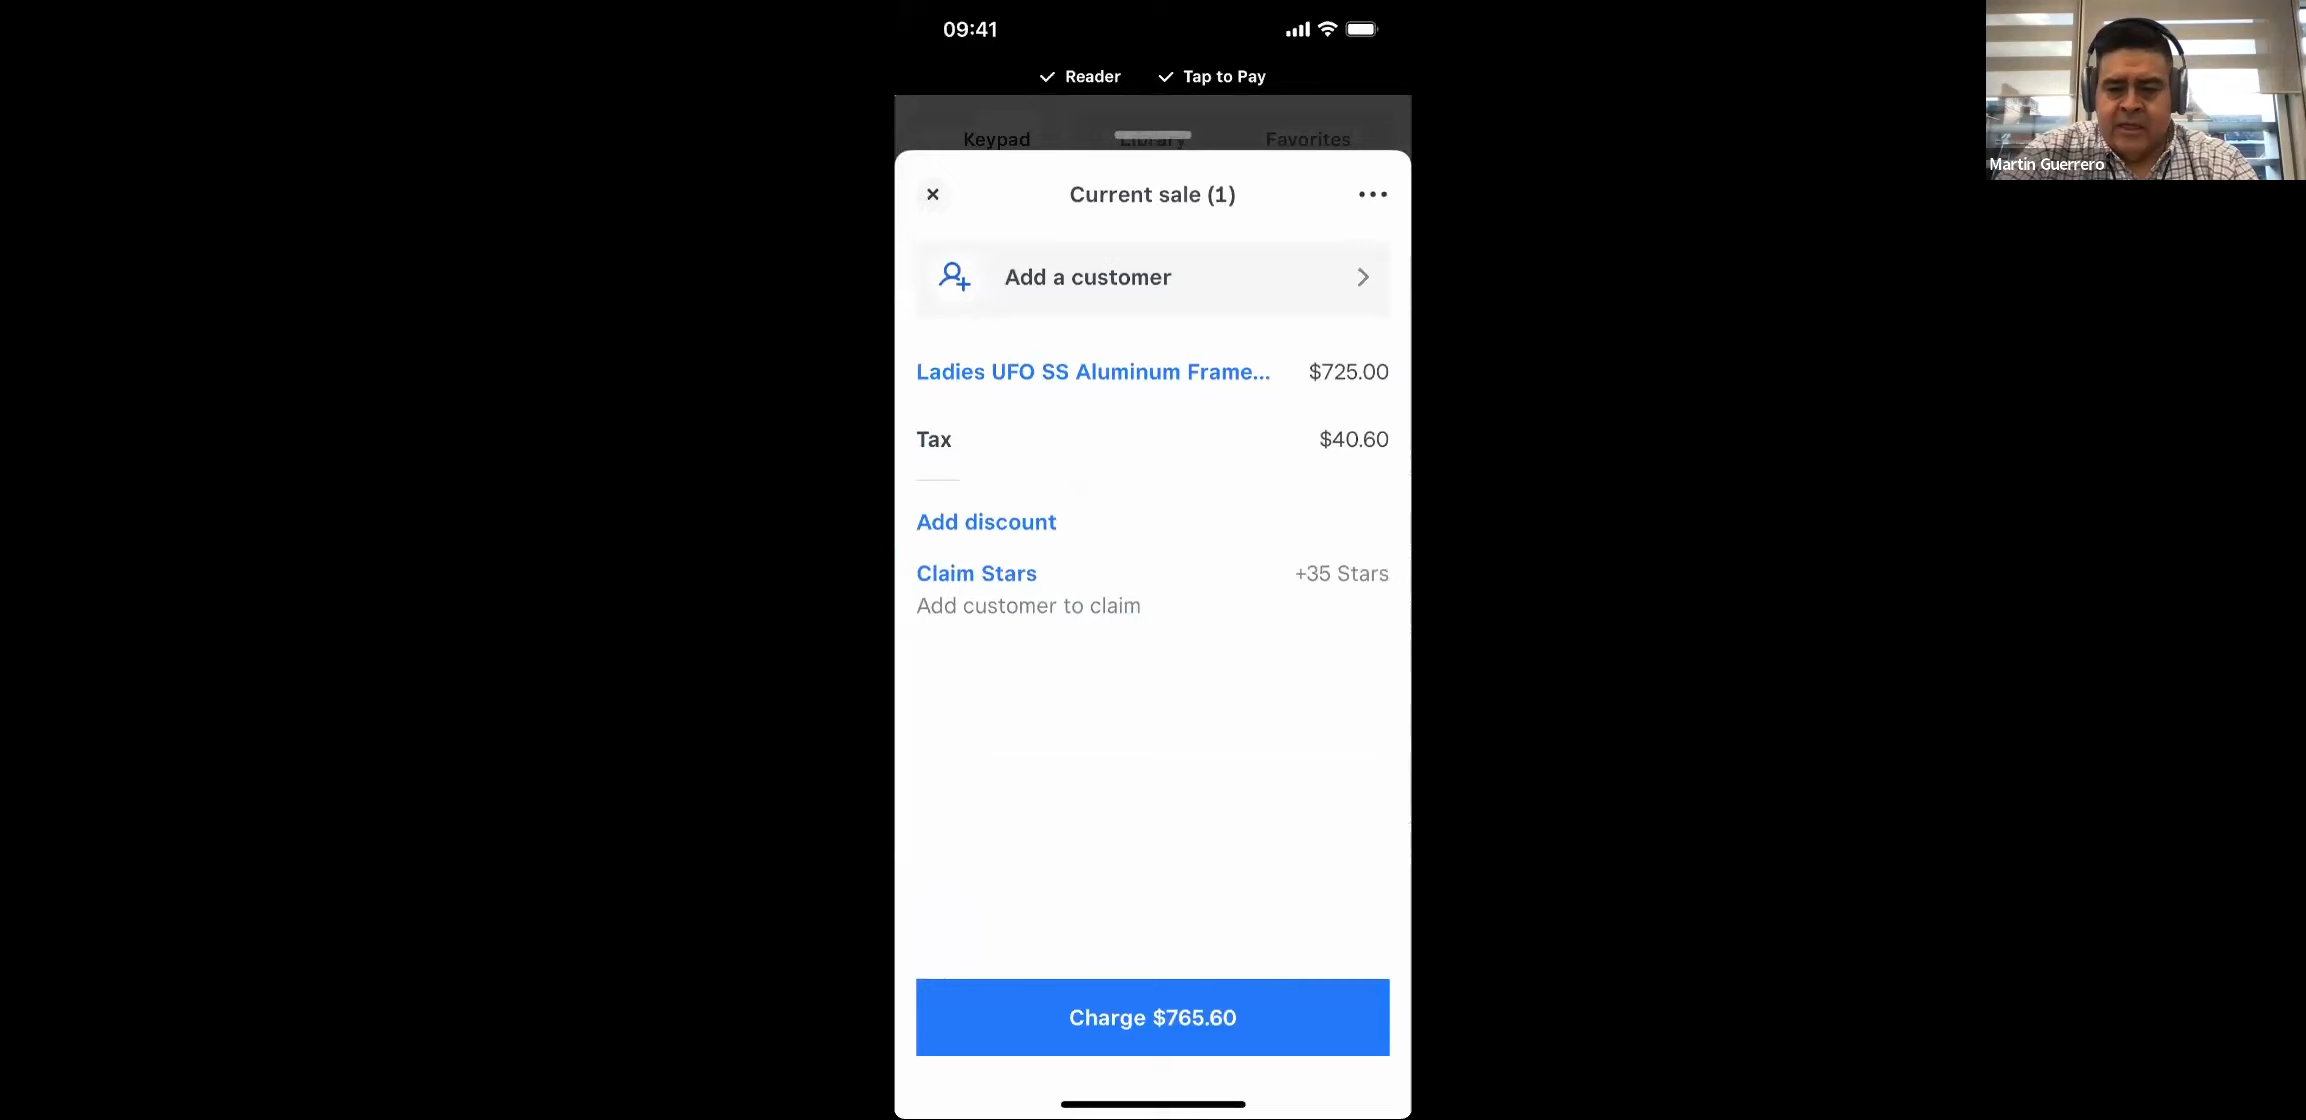 09:41
Reader Tap to Pay
Keypad Library Favorites
Martin Guerrero
Current sale (1)
Add a customer
Ladies UFO SS Aluminum Frame... $725.00
Tax $40.60
Add discount
Claim Stars +35 Stars
Add customer to claim
Charge $765.60